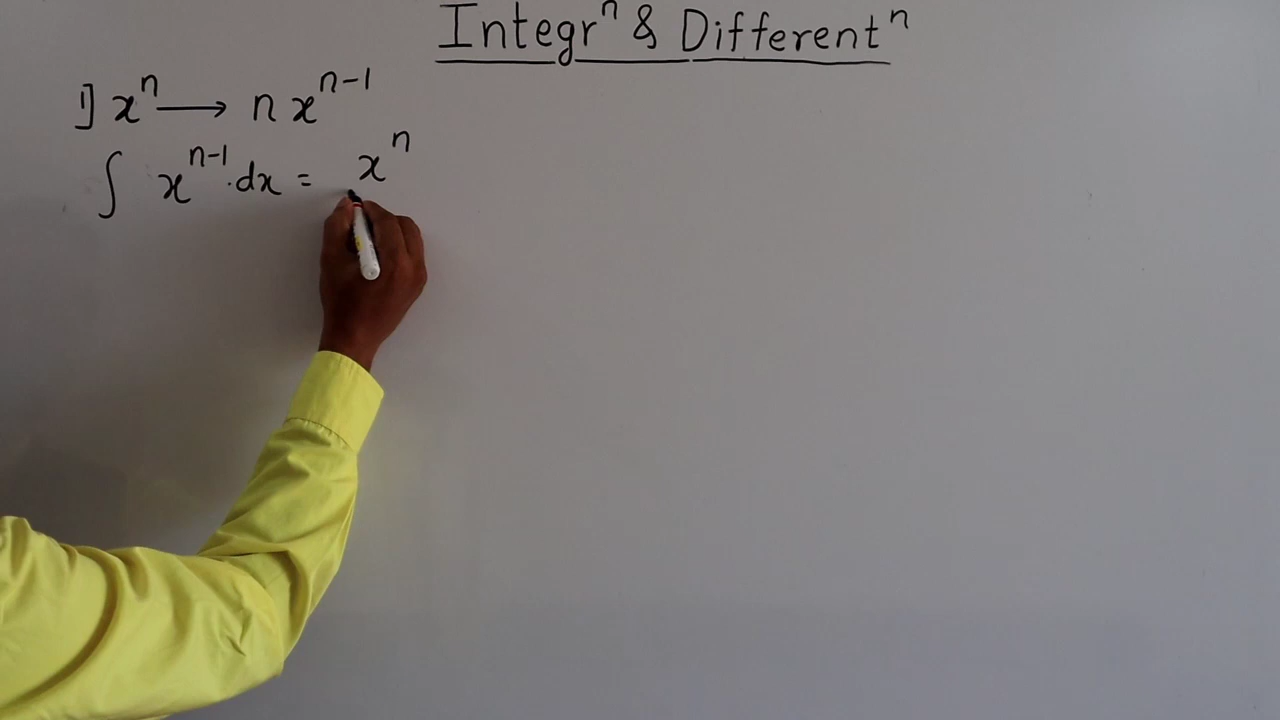 Integrⁿ & Differentⁿ
1] xⁿ ⟶ n xⁿ⁻¹
∫ xⁿ⁻¹ .dx = xⁿ